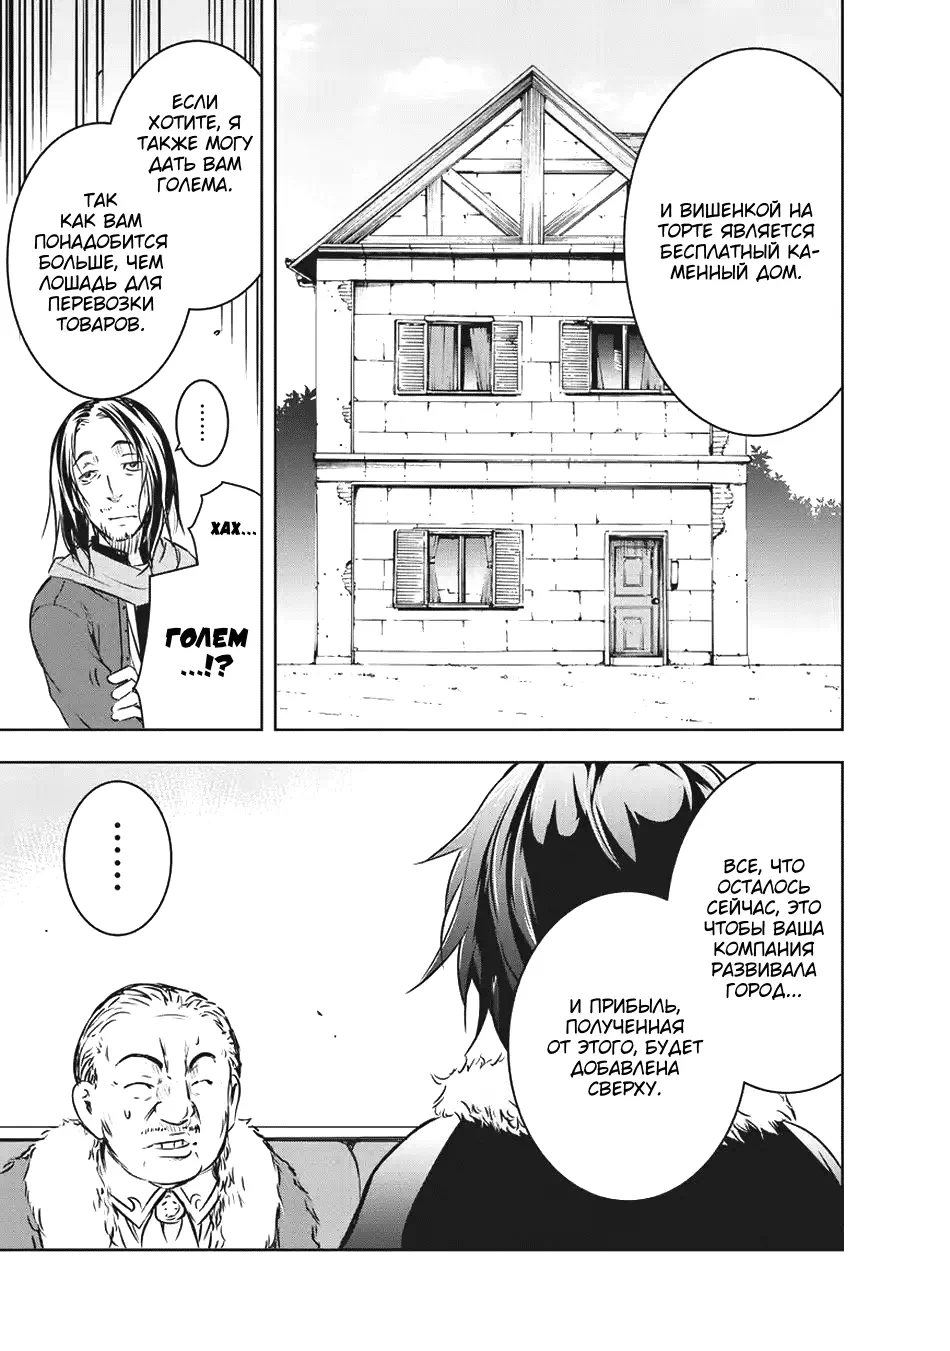 И ВИШЕНКОЙ НА
ТОРТЕ ЯВЛЯЕТСЯ
БЕСПЛАТНЫЙ КА-
МЕННЫЙ ДОМ.
ЕСЛИ
ХОТИТЕ, Я
ТАКЖЕ МОГУ
ДАТЬ ВАМ
ГОЛЕМА.
ТАК
КАК ВАМ
ПОНАДОБИТСЯ
БОЛЬШЕ, ЧЕМ
ЛОШАДЬ ДЛЯ
ПЕРЕВОЗКИ
ТОВАРОВ.
......
ХАХ...
ГОЛЕМ
...!?
ВСЕ, ЧТО
ОСТАЛОСЬ
СЕЙЧАС, ЭТО
ЧТОБЫ ВАША
КОМПАНИЯ
РАЗВИВАЛА
ГОРОД...
И ПРИБЫЛЬ,
ПОЛУЧЕННАЯ
ОТ ЭТОГО, БУДЕТ
ДОБАВЛЕНА
СВЕРХУ.
......